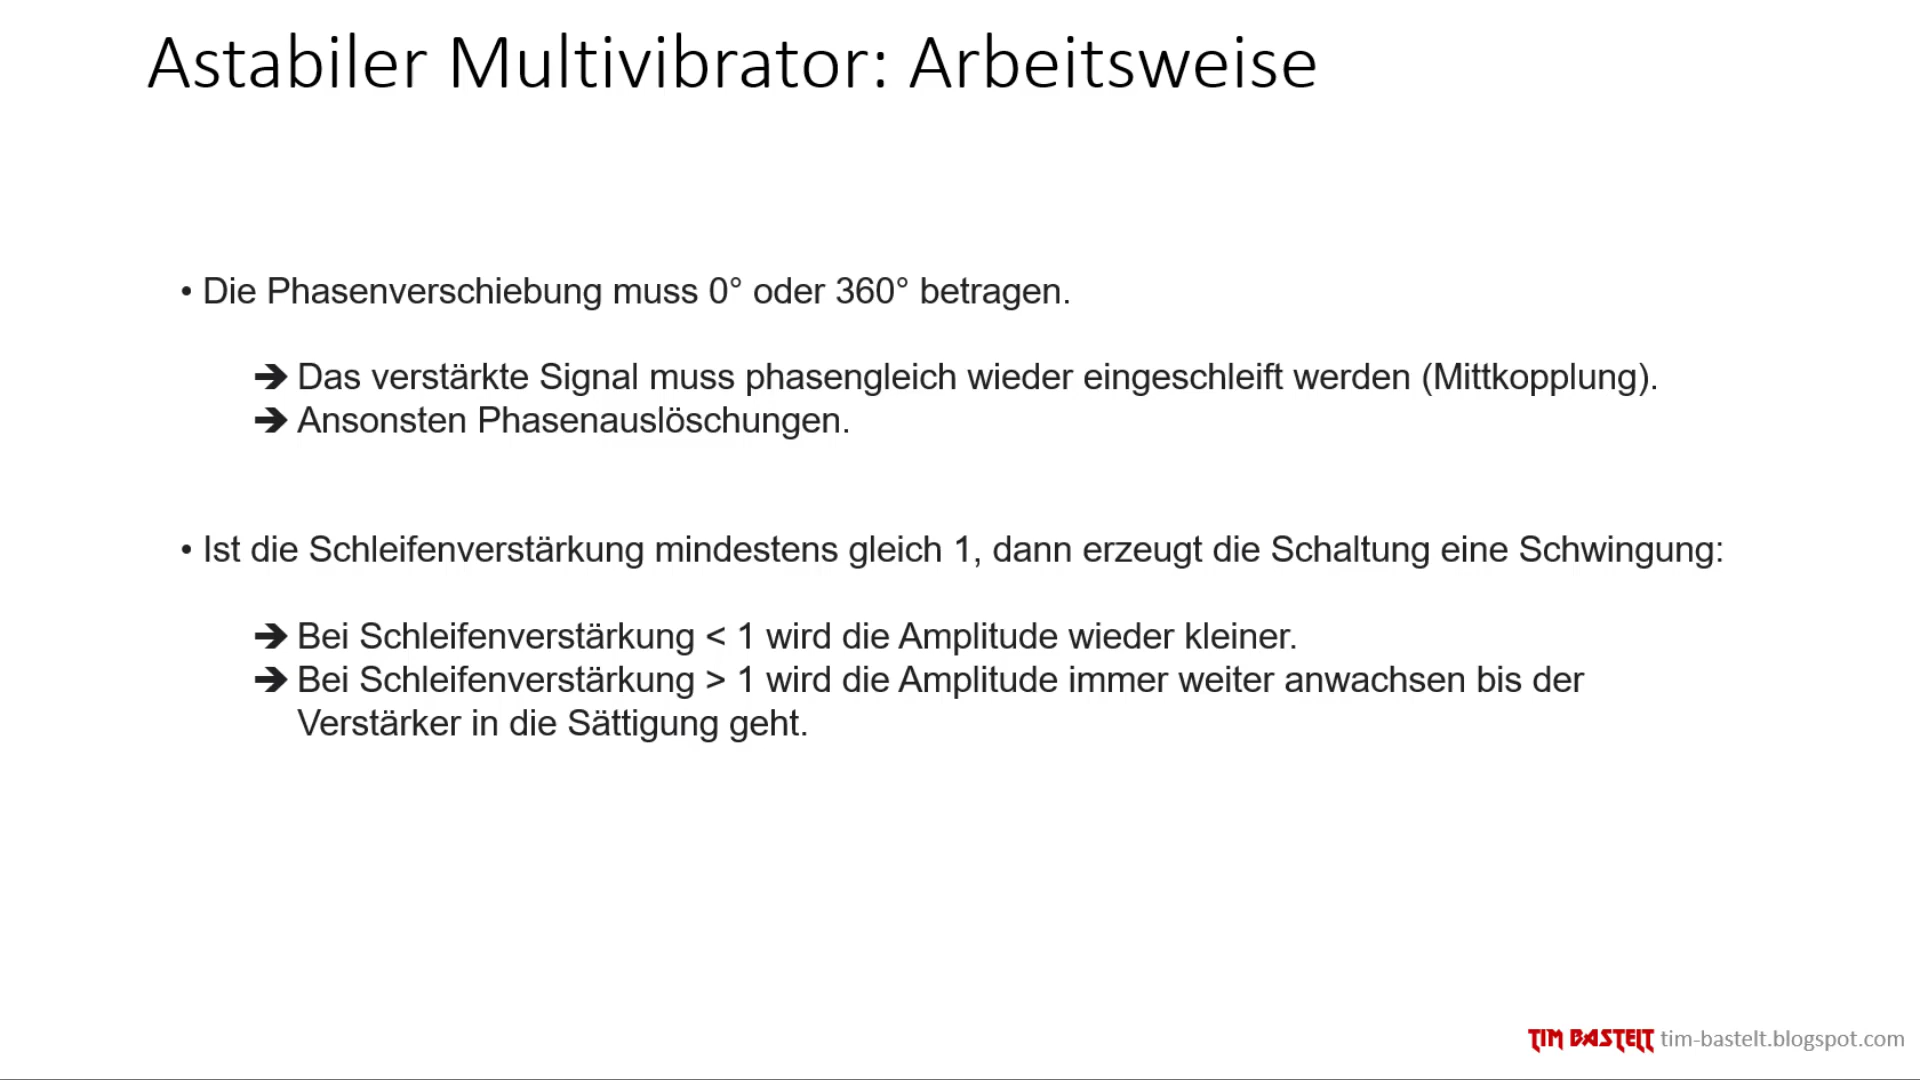 Astabiler Multivibrator: Arbeitsweise
• Die Phasenverschiebung muss 0° oder 360° betragen.
➔ Das verstärkte Signal muss phasengleich wieder eingeschleift werden (Mittkopplung).
➔ Ansonsten Phasenauslöschungen.
• Ist die Schleifenverstärkung mindestens gleich 1, dann erzeugt die Schaltung eine Schwingung:
➔ Bei Schleifenverstärkung < 1 wird die Amplitude wieder kleiner.
➔ Bei Schleifenverstärkung > 1 wird die Amplitude immer weiter anwachsen bis der
Verstärker in die Sättigung geht.
TIM BASTELT tim-bastelt.blogspot.com